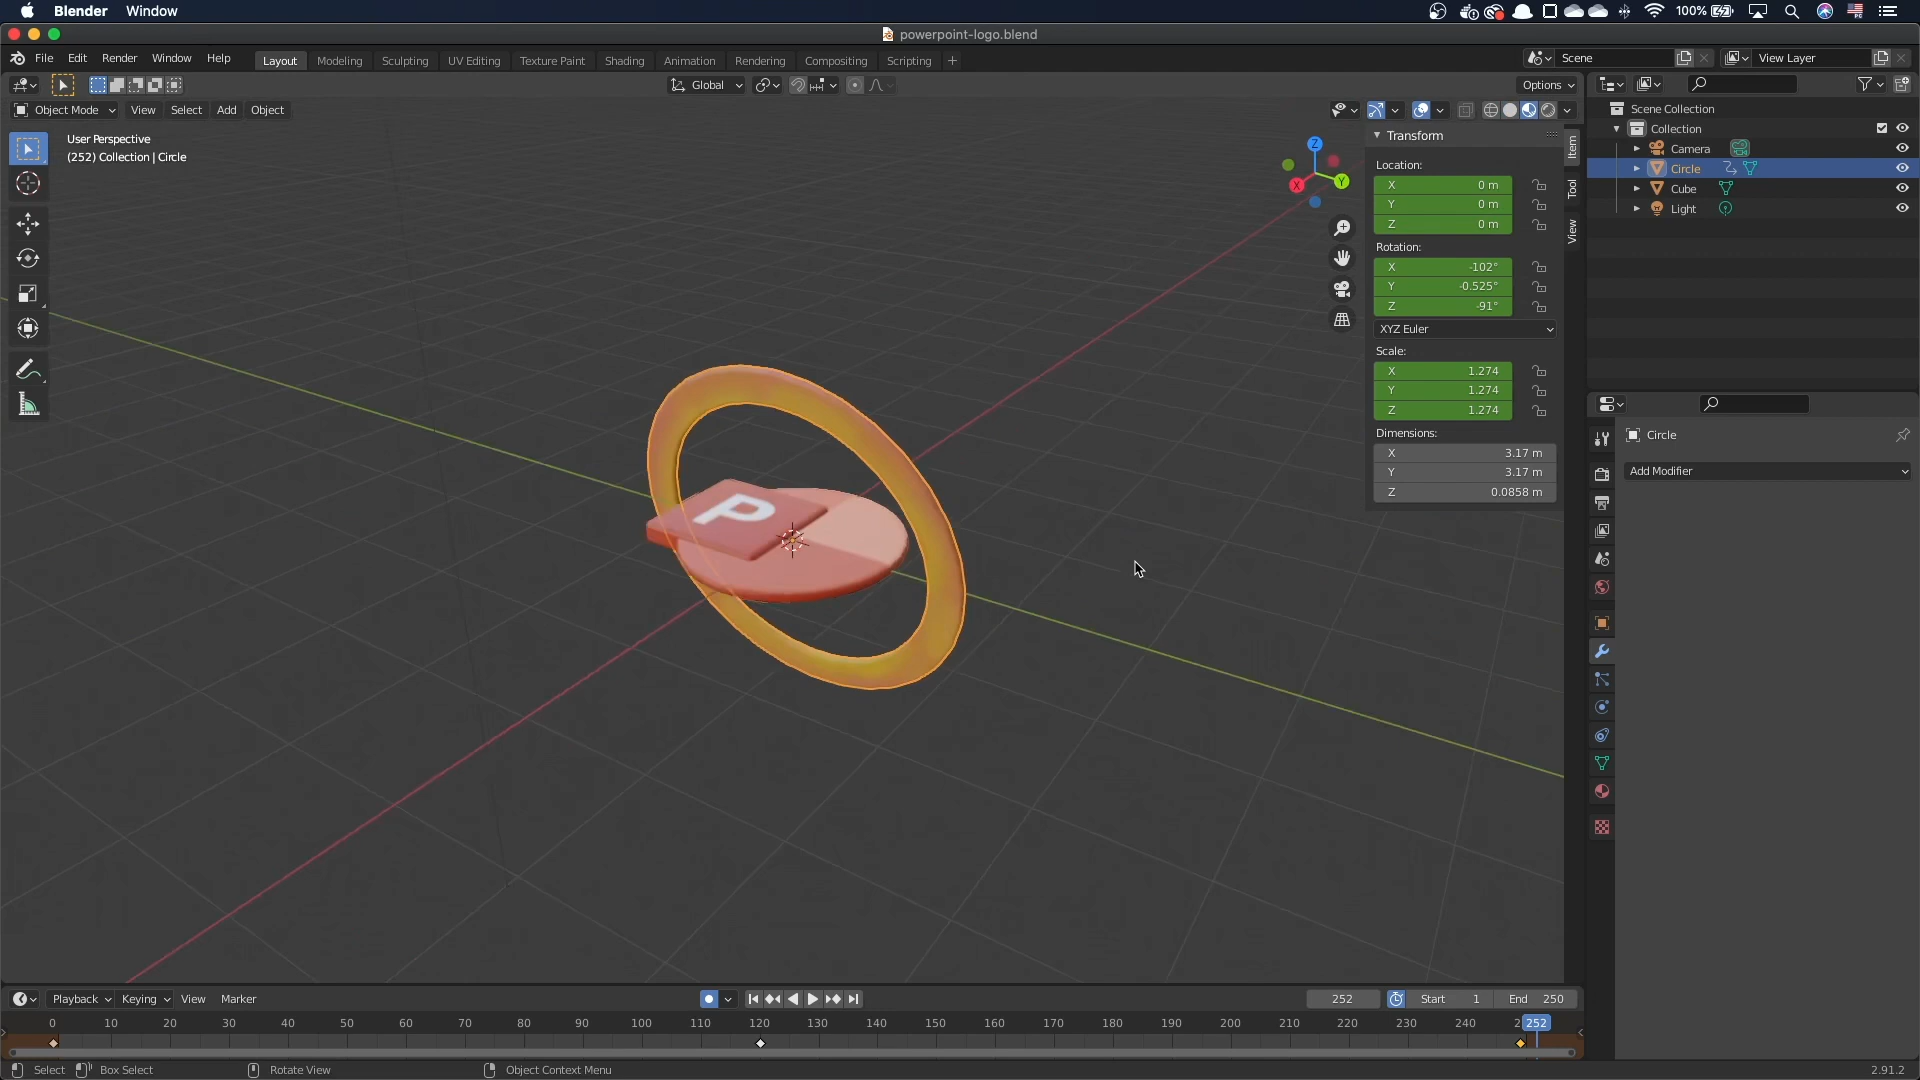 Blender Window
100%
powerpoint-logo.blend
File Edit Render Window Help
Layout Modeling Sculpting UV Editing Texture Paint Shading Animation Rendering Compositing Scripting +
Scene
View Layer
Global
Options
Object Mode View Select Add Object
User Perspective
(252) Collection | Circle
Z
Y
X
P
Transform
Location:
X 0 m
Y 0 m
Z 0 m
Rotation:
X -102°
Y -0.525°
Z -91°
XYZ Euler
Scale:
X 1.274
Y 1.274
Z 1.274
Dimensions:
X 3.17 m
Y 3.17 m
Z 0.0858 m
Item
Tool
View
Scene Collection
Collection
Camera
Circle
Cube
Light
Circle
Add Modifier
Playback Keying View Marker
252 Start 1 End 250
0 10 20 30 40 50 60 70 80 90 100 110 120 130 140 150 160 170 180 190 200 210 220 230 240 2 252
Select Box Select Rotate View Object Context Menu
2.91.2